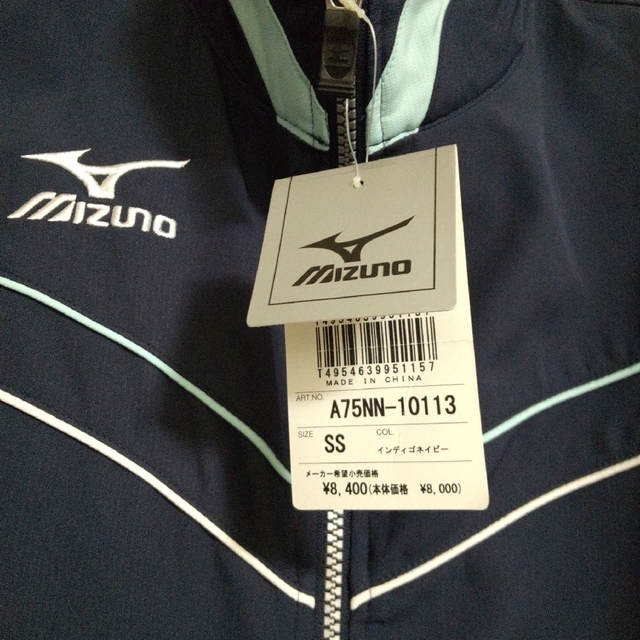 MIZUNO
MIZUNO
T4954639951157
MADE IN CHINA
ART.NO. A75NN-10113
SIZE SS COL. インディゴネイビー
メーカー希望小売価格
¥8,400(本体価格 ¥8,000)